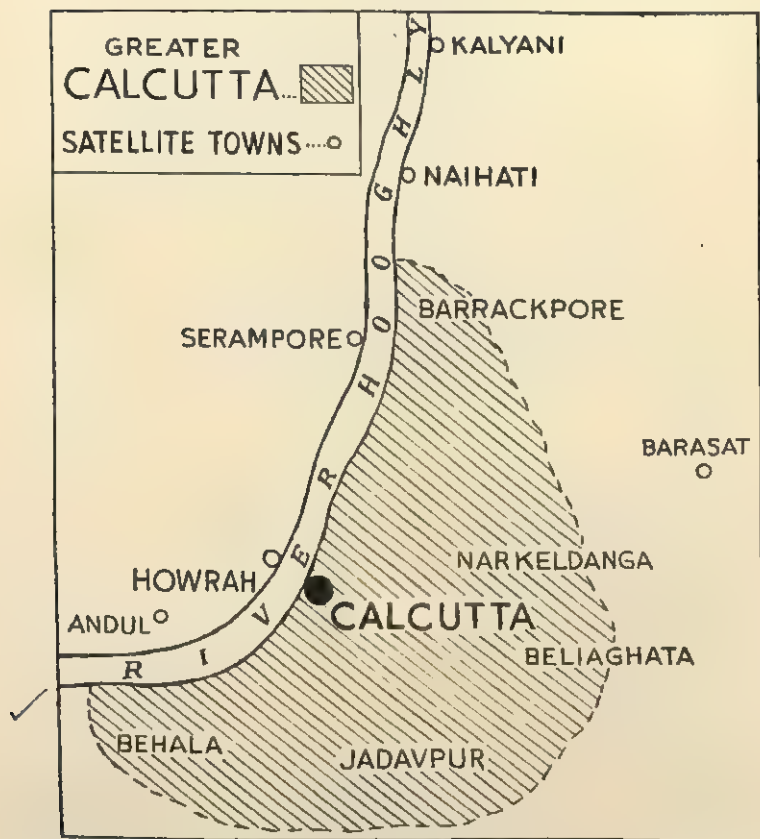 GREATER
CALCUTTA...
SATELLITE TOWNS....
KALYANI
NAIHATI
BARRACKPORE
SERAMPORE
BARASAT
NARKELDANGA
HOWRAH
CALCUTTA
ANDUL
BELIAGHATA
BEHALA
JADAVPUR
RIVER HOOGHLY